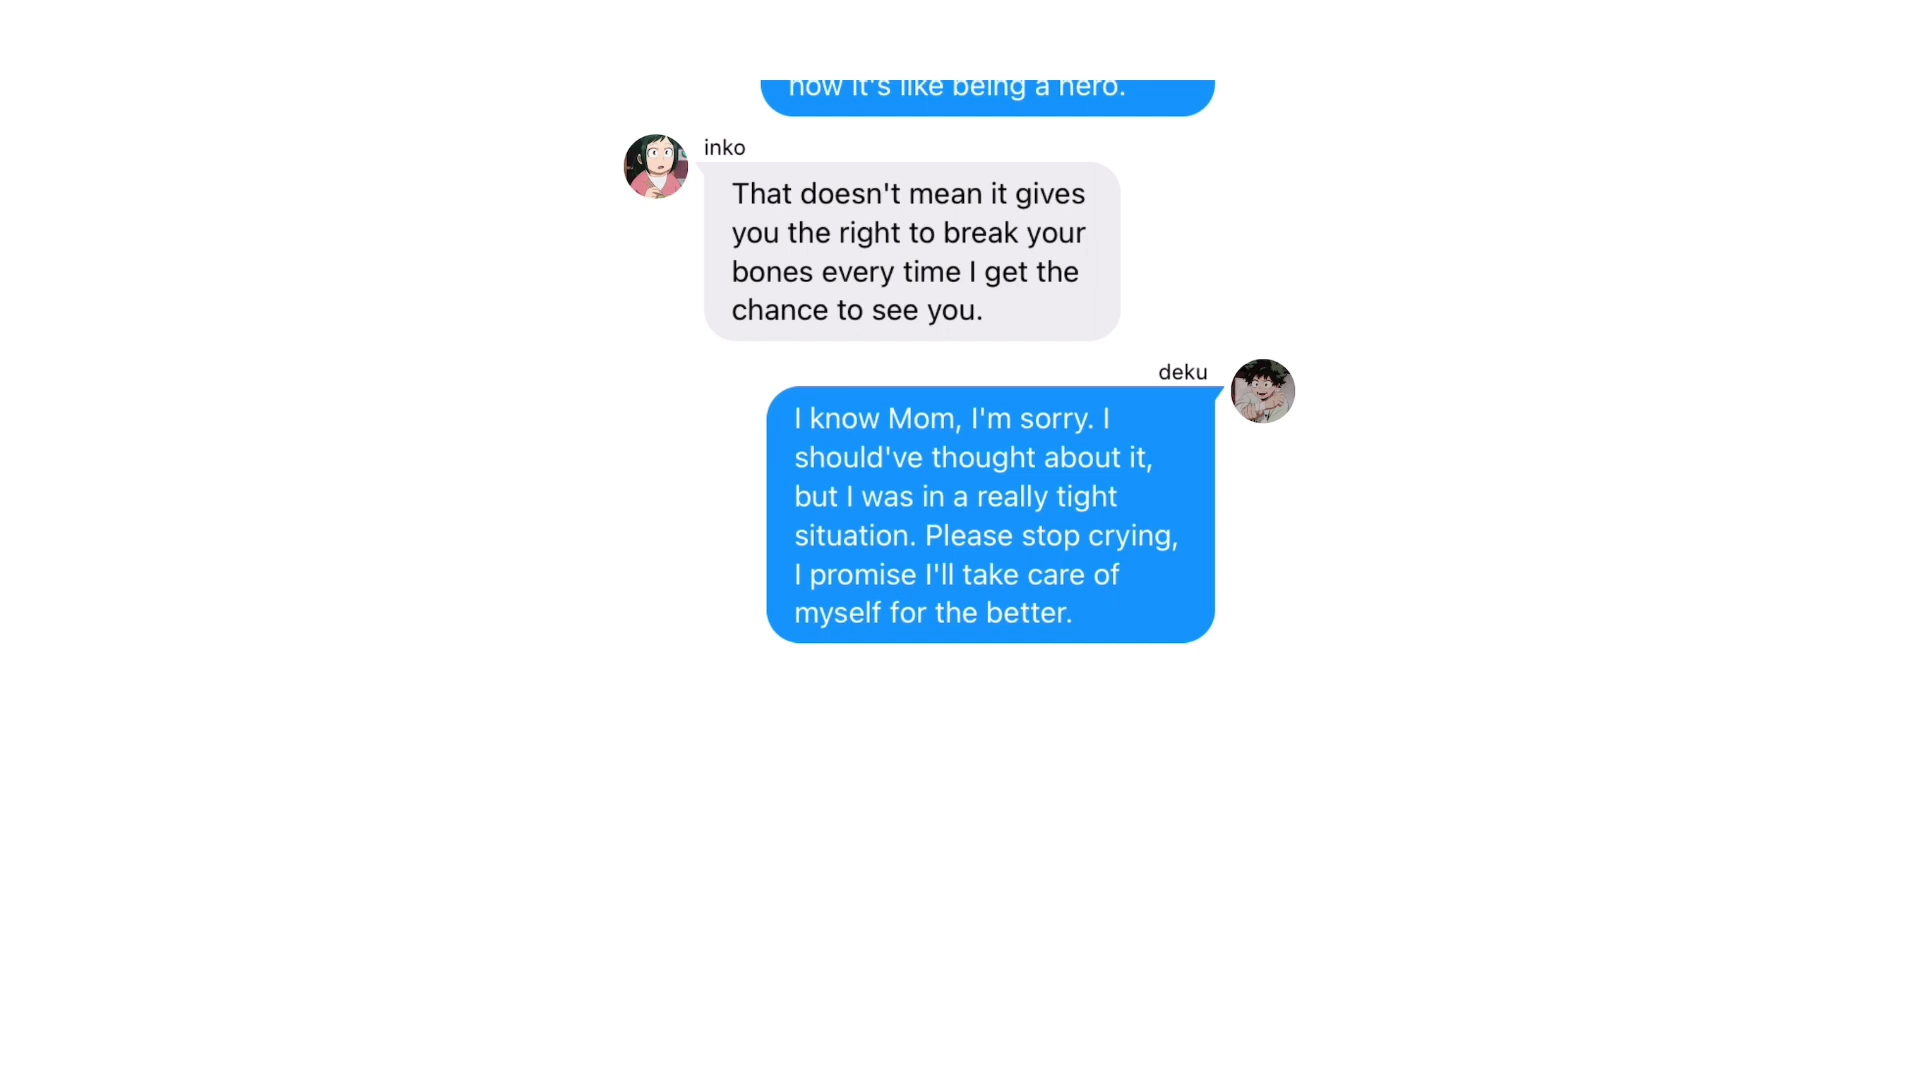 how it's like being a hero.
inko
That doesn't mean it gives
you the right to break your
bones every time I get the
chance to see you.
deku
I know Mom, I'm sorry. I
should've thought about it,
but I was in a really tight
situation. Please stop crying,
I promise I'll take care of
myself for the better.